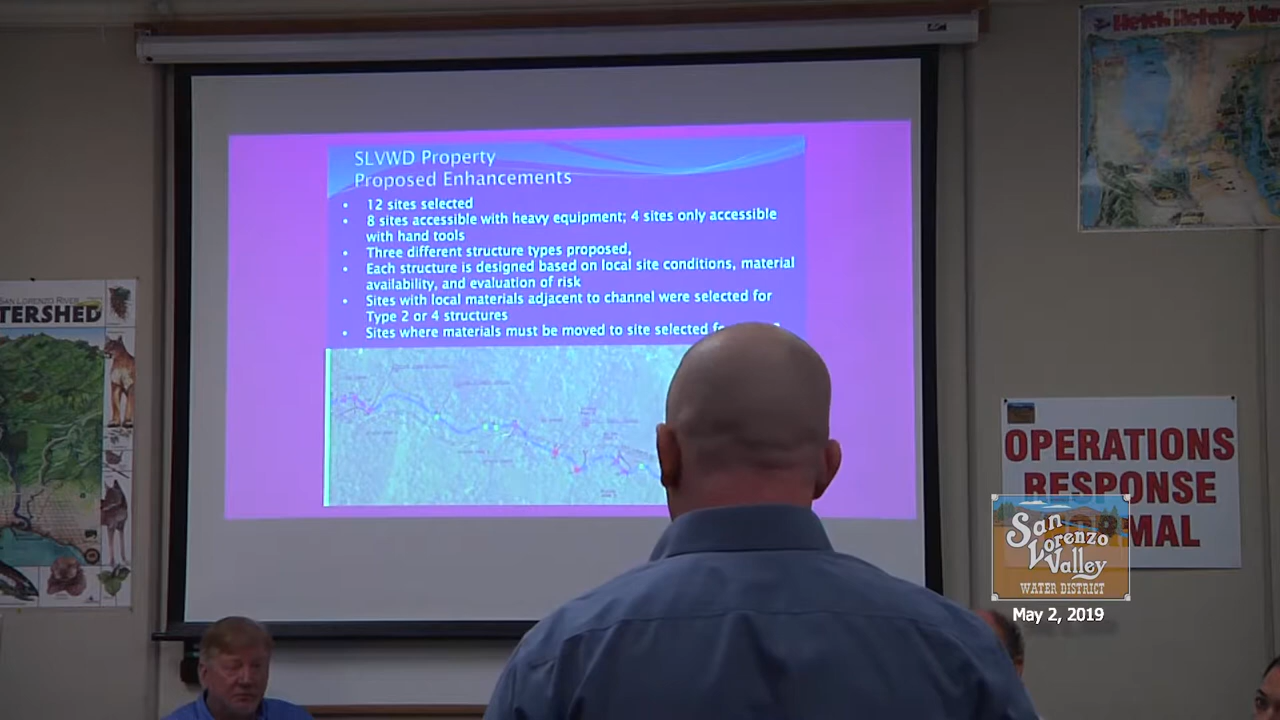 Hetch Hetchy
SLVWD Property
Proposed Enhancements
• 12 sites selected
• 8 sites accessible with heavy equipment; 4 sites only accessible
with hand tools
• Three different structure types proposed,
• Each structure is designed based on local site conditions, material
availability, and evaluation of risk
• Sites with local materials adjacent to channel were selected for
Type 2 or 4 structures
• Sites where materials must be moved to site selected
SAN LORENZO RIVER
TERSHED
OPERATIONS
RESPONSE
MAL
San
Lorenzo
Valley
WATER DISTRICT
May 2, 2019